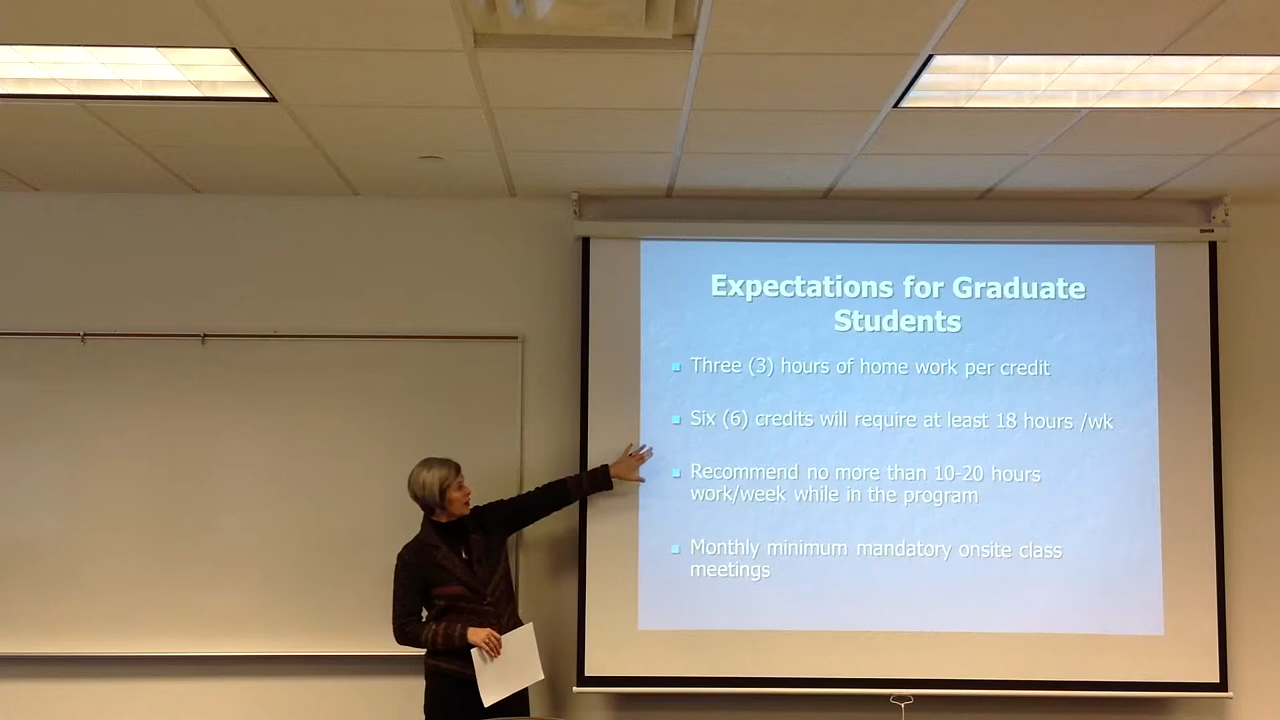 Expectations for Graduate
Students
Three (3) hours of home work per credit
Six (6) credits will require at least 18 hours /wk
Recommend no more than 10-20 hours
work/week while in the program
Monthly minimum mandatory onsite class
meetings